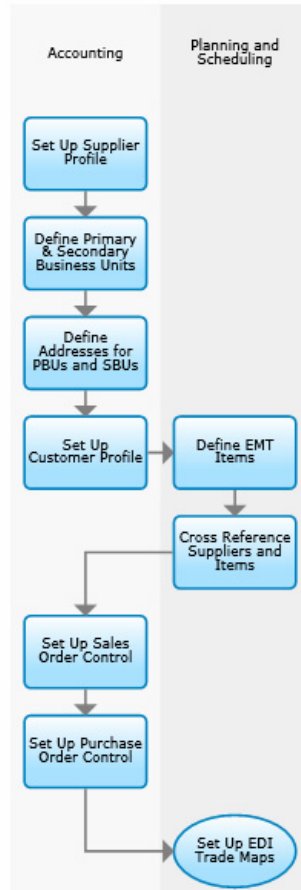 Accounting
Planning and
Scheduling
Set Up Supplier
Profile
Define Primary
& Secondary
Business Units
Define
Addresses for
PBUs and SBUs
Set Up
Customer Profile
Define EMT
Items
Cross Reference
Suppliers and
Items
Set Up Sales
Order Control
Set Up Purchase
Order Control
Set Up EDI
Trade Maps